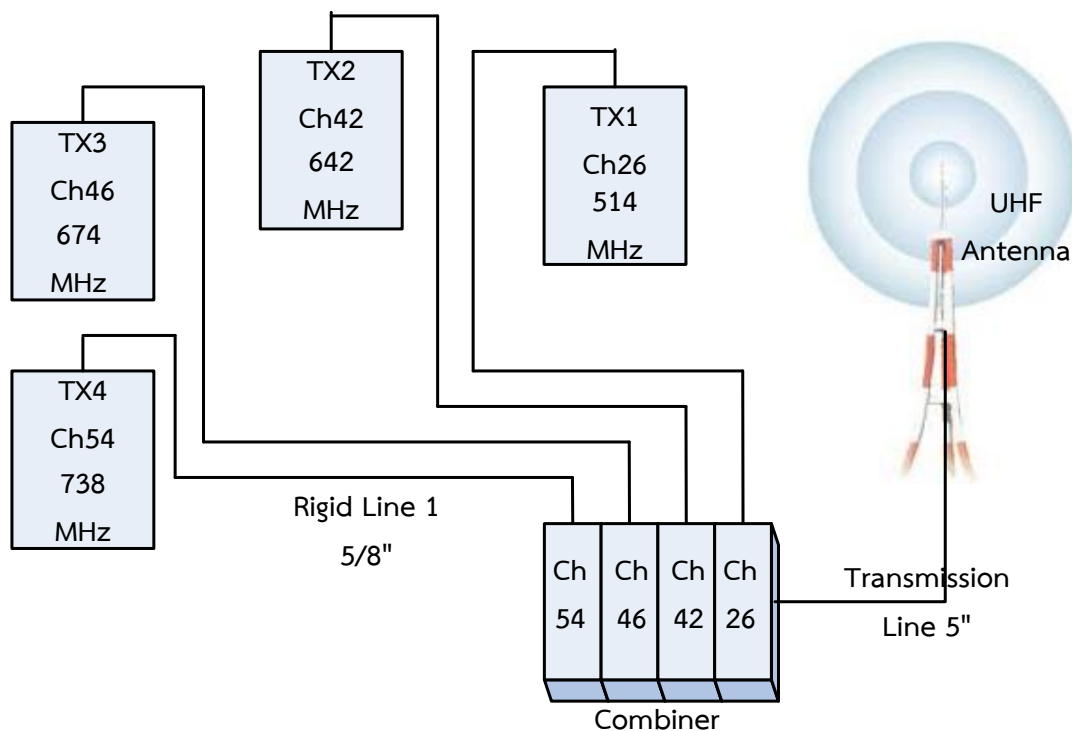 TX2
Ch42
642
MHz
TX1
Ch26
514
MHz
TX3
Ch46
674
MHz
UHF
Antenna
TX4
Ch54
738
MHz
Rigid Line 1
5/8"
Ch
54
Ch
46
Ch
42
Ch
26
Transmission
Line 5"
Combiner